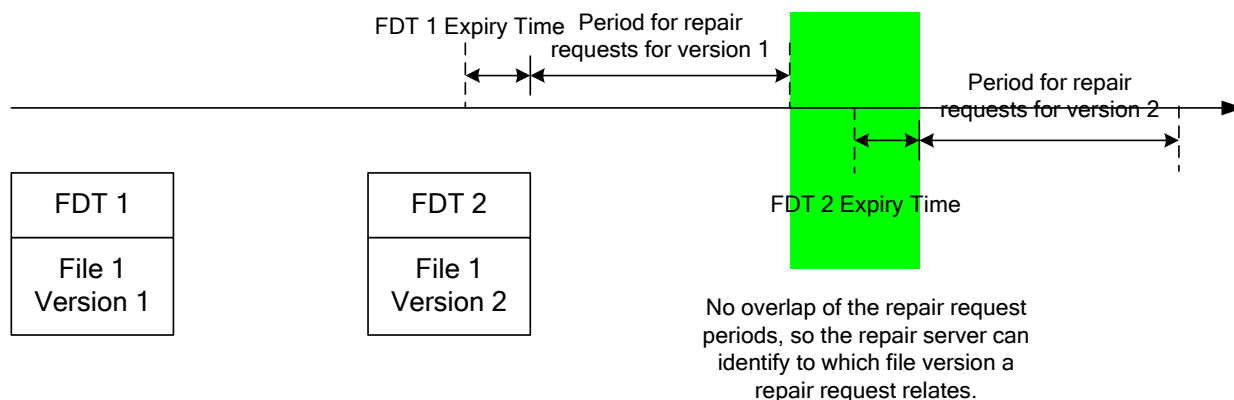 FDT 1 Expiry Time
Period for repair
requests for version 1
Period for repair
requests for version 2
FDT 1
File 1
Version 1
FDT 2
File 1
Version 2
FDT 2 Expiry Time
No overlap of the repair request
periods, so the repair server can
identify to which file version a
repair request relates.